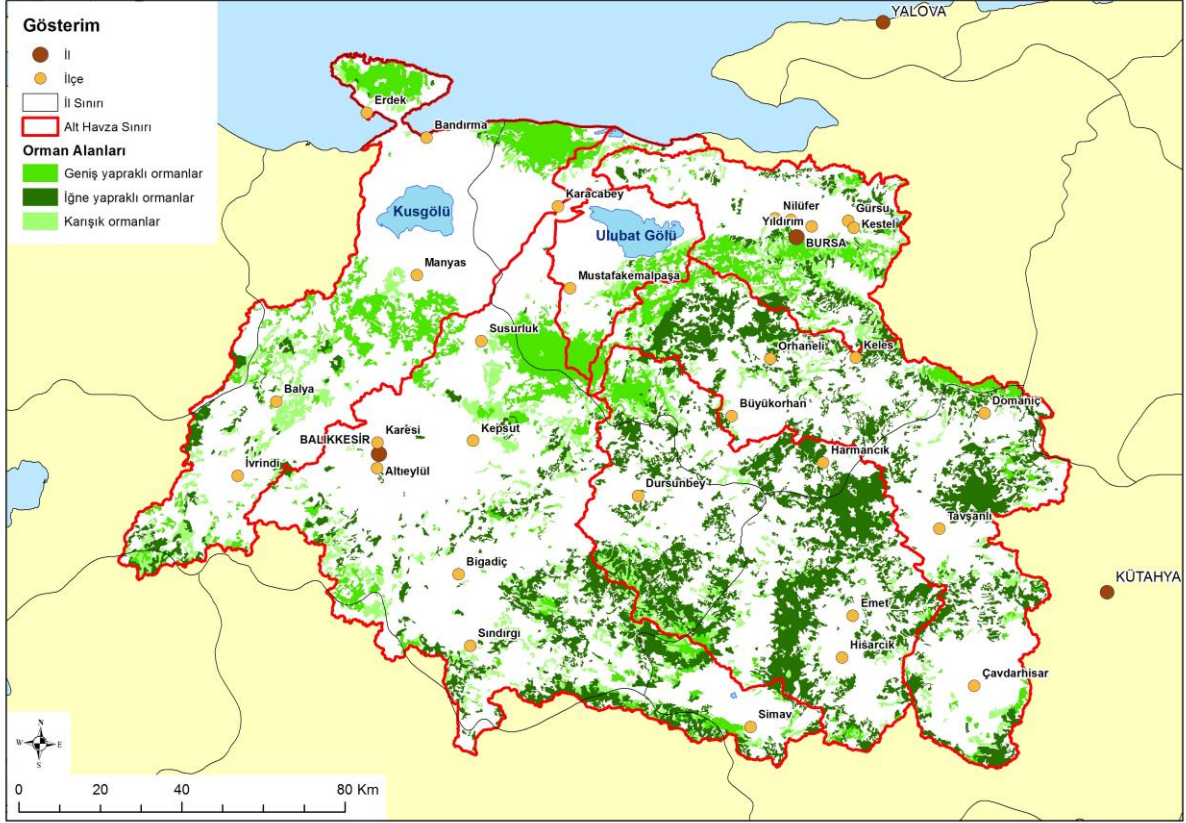 Gösterim
İl
İlçe
İl Sınırı
Alt Havza Sınırı
Orman Alanları
Geniş yapraklı ormanlar
İğne yapraklı ormanlar
Karışık ormanlar
YALOVA
Erdek
Bandırma
Karacabey
Kusgölü
Ulubat Gölü
Nilüfer
Gürsu
Yıldırım
Kesteli
BURSA
Manyas
Mustafakemalpaşa
Susurluk
Orhaneli
Keles
Balya
Büyükorhan
Domaniç
Karesi
BALIKKESİR
Kepsut
Altıeylül
İvrindi
Harmancık
Dursunbey
Tavşanlı
Bigadiç
KÜTAHYA
Emet
Sındırgı
Hisarcık
Çavdarhisar
Simav
N
W E
S
0 20 40 80 Km